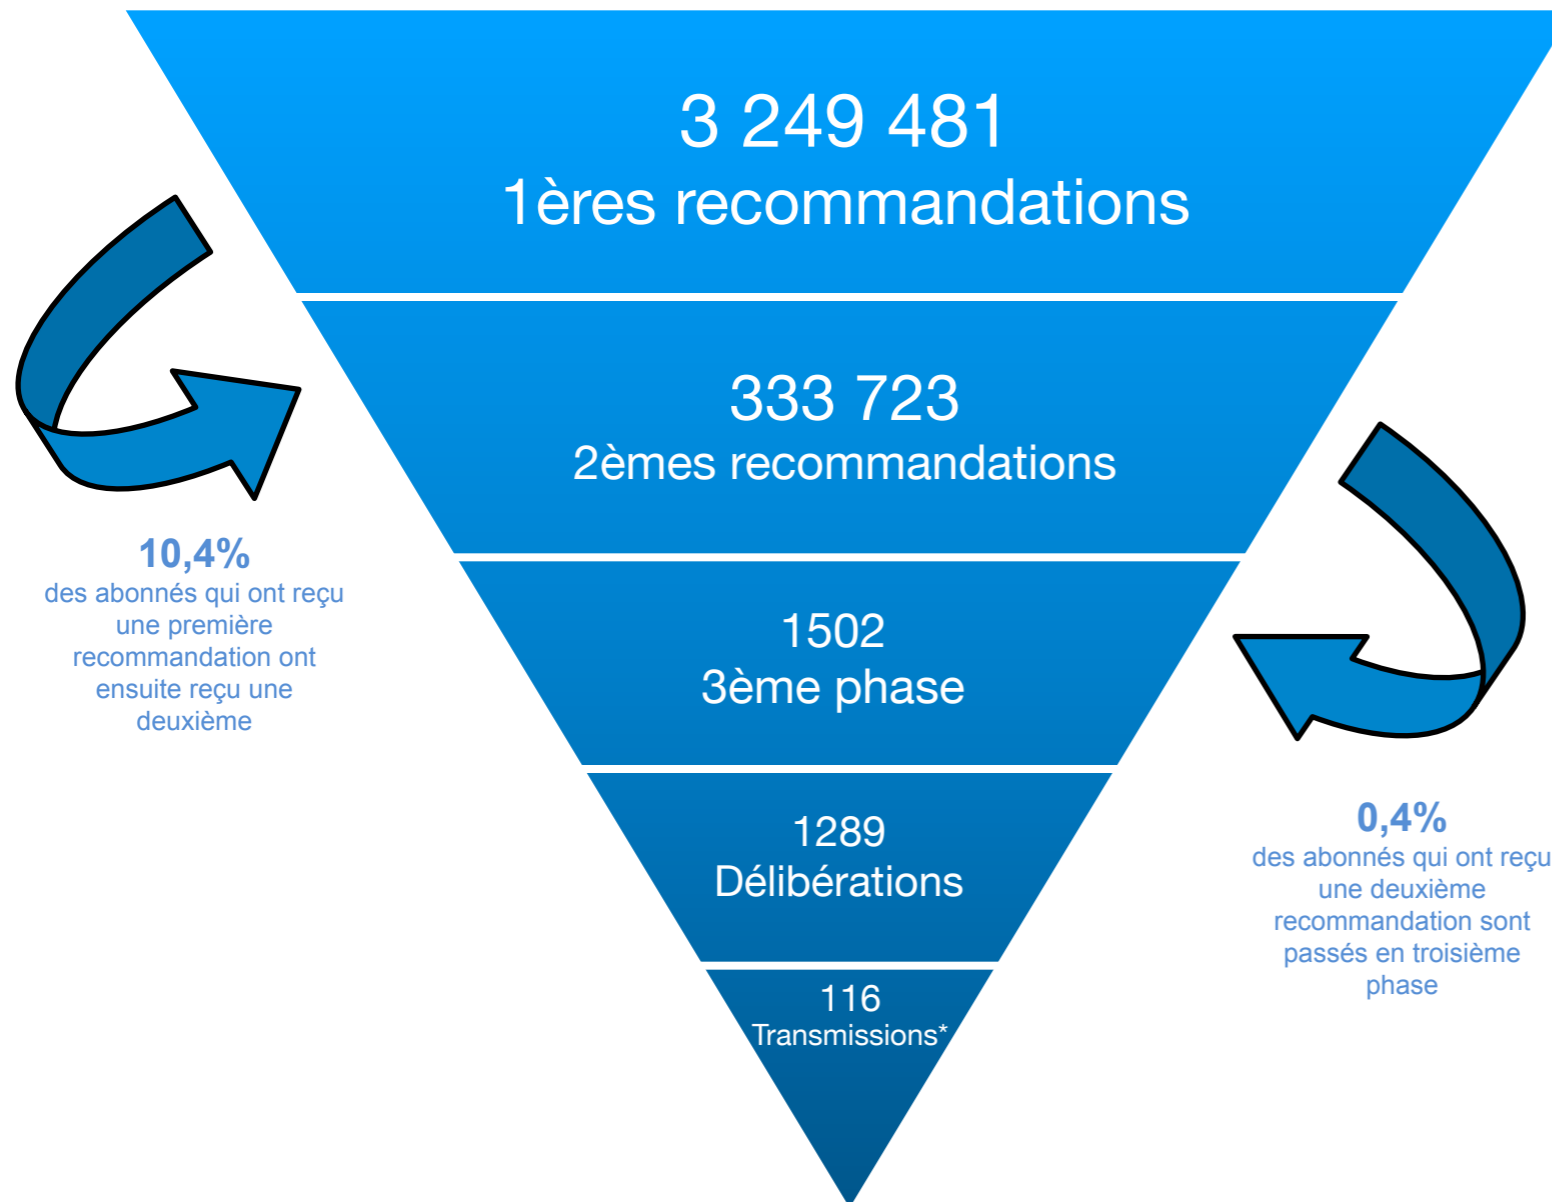 3 249 481
1ères recommandations
333 723
2èmes recommandations
10,4%
des abonnés qui ont reçu
une première
recommandation ont
ensuite reçu une
deuxième
1502
3ème phase
1289
Délibérations
0,4%
des abonnés qui ont reçu
une deuxième
recommandation sont
passés en troisième
phase
116
Transmissions*